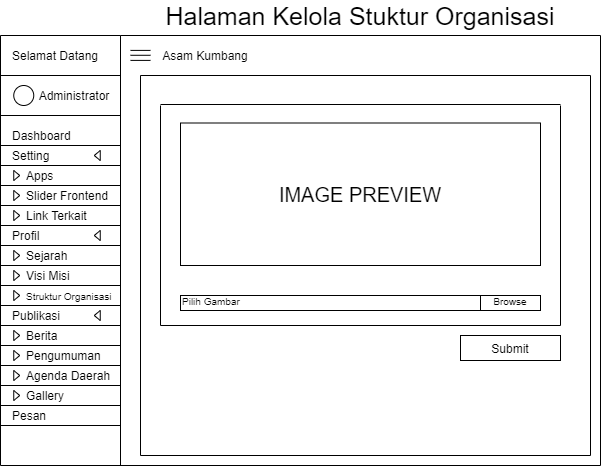 Halaman Kelola Stuktur Organisasi
Selamat Datang
Asam Kumbang
Administrator
Dashboard
Setting
Apps
Slider Frontend
Link Terkait
Profil
Sejarah
Visi Misi
Struktur Organisasi
Publikasi
Berita
Pengumuman
Agenda Daerah
Gallery
Pesan
IMAGE PREVIEW
Pilih Gambar
Browse
Submit